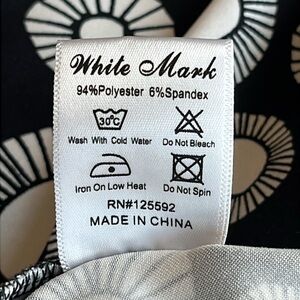 White Mark
94%Polyester 6%Spandex
30°C
Wash With Cold Water Do Not Bleach
Iron On Low Heat Do Not Spin
RN#125592
MADE IN CHINA